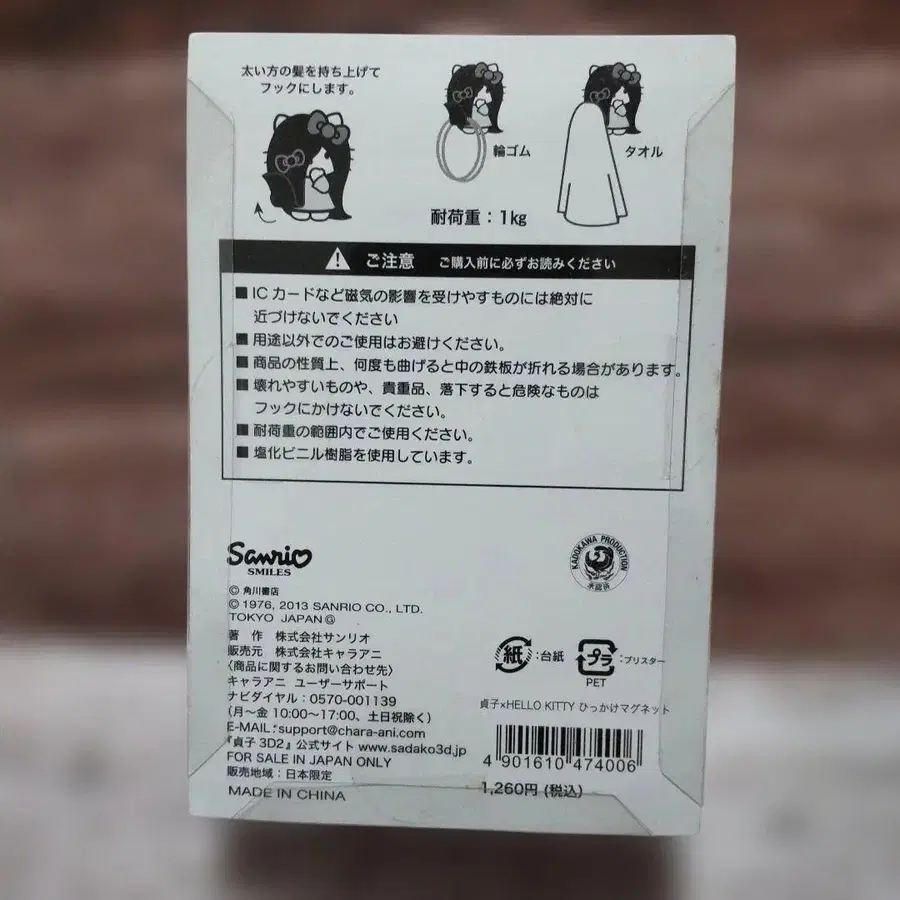 太い方の髪を持ち上げて
フックにします。
輪ゴム
タオル
耐荷重：1kg
ご注意 ご購入前に必ずお読みください
■ICカードなど磁気の影響を受けやすものには絶対に
近づけないでください
■用途以外でのご使用はお避けください。
■商品の性質上、何度も曲げると中の鉄板が折れる場合があります。
■壊れやすいものや、貴重品、落下すると危険なものは
フックにかけないでください。
■耐荷重の範囲内でご使用ください。
■塩化ビニル樹脂を使用しています。
Sanrio
SMILES
KADOKAWA PRODUCTION
© 角川書店
© 1976, 2013 SANRIO CO., LTD.
TOKYO JAPAN Ⓖ
著 作 株式会社サンリオ
販売元 株式会社キャラアニ
〈商品に関するお問い合わせ先〉
キャラアニ ユーザーサポート
ナビダイヤル：0570-001139
(月〜金 10:00〜17:00、土日祝除く)
E-MAIL：support@chara-ani.com
『貞子 3D2』公式サイト www.sadako3d.jp
FOR SALE IN JAPAN ONLY
販売地域：日本限定
MADE IN CHINA
紙：台紙
プラ：ブリスター
PET
貞子×HELLO KITTY ひっかけマグネット
4 901610 474006
1,260円 (税込)